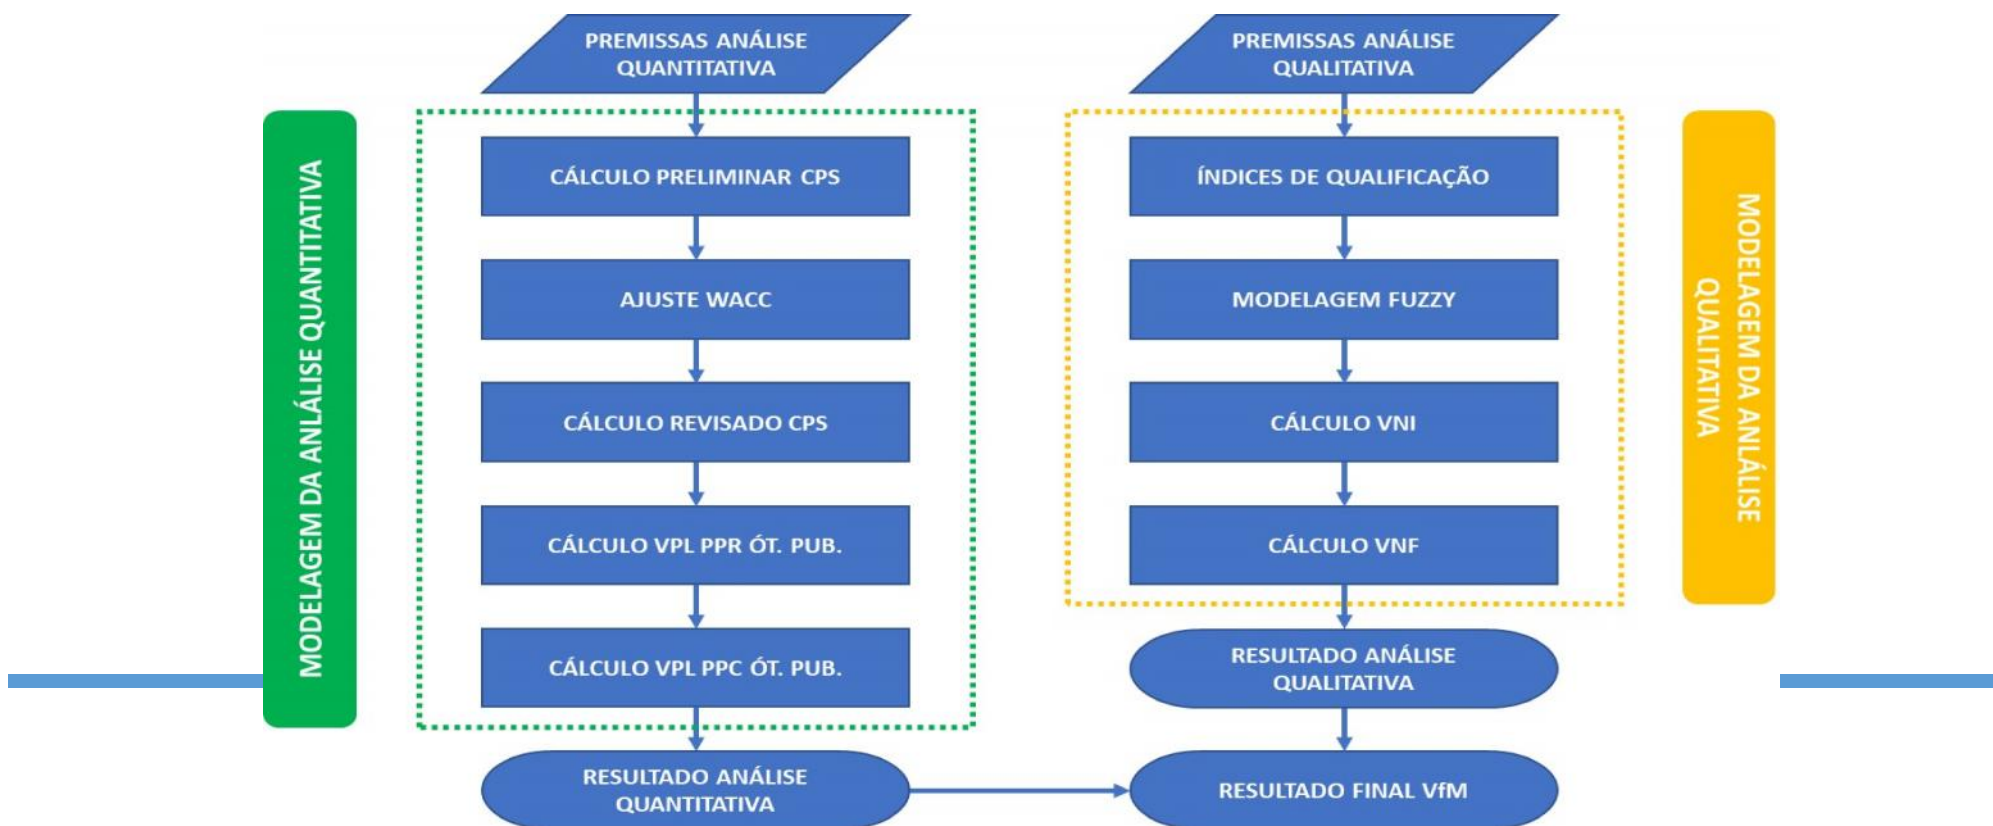 PREMISSAS ANÁLISE
QUANTITATIVA
CÁLCULO PRELIMINAR CPS
AJUSTE WACC
CÁLCULO REVISADO CPS
CÁLCULO VPL PPR ÓT. PUB.
CÁLCULO VPL PPC ÓT. PUB.
RESULTADO ANÁLISE
QUANTITATIVA
MODELAGEM DA ANLÁLISE QUANTITATIVA
PREMISSAS ANÁLISE
QUALITATIVA
ÍNDICES DE QUALIFICAÇÃO
MODELAGEM FUZZY
CÁLCULO VNI
CÁLCULO VNF
RESULTADO ANÁLISE
QUALITATIVA
RESULTADO FINAL VfM
MODELAGEM DA ANLÁLISE
QUALITATIVA